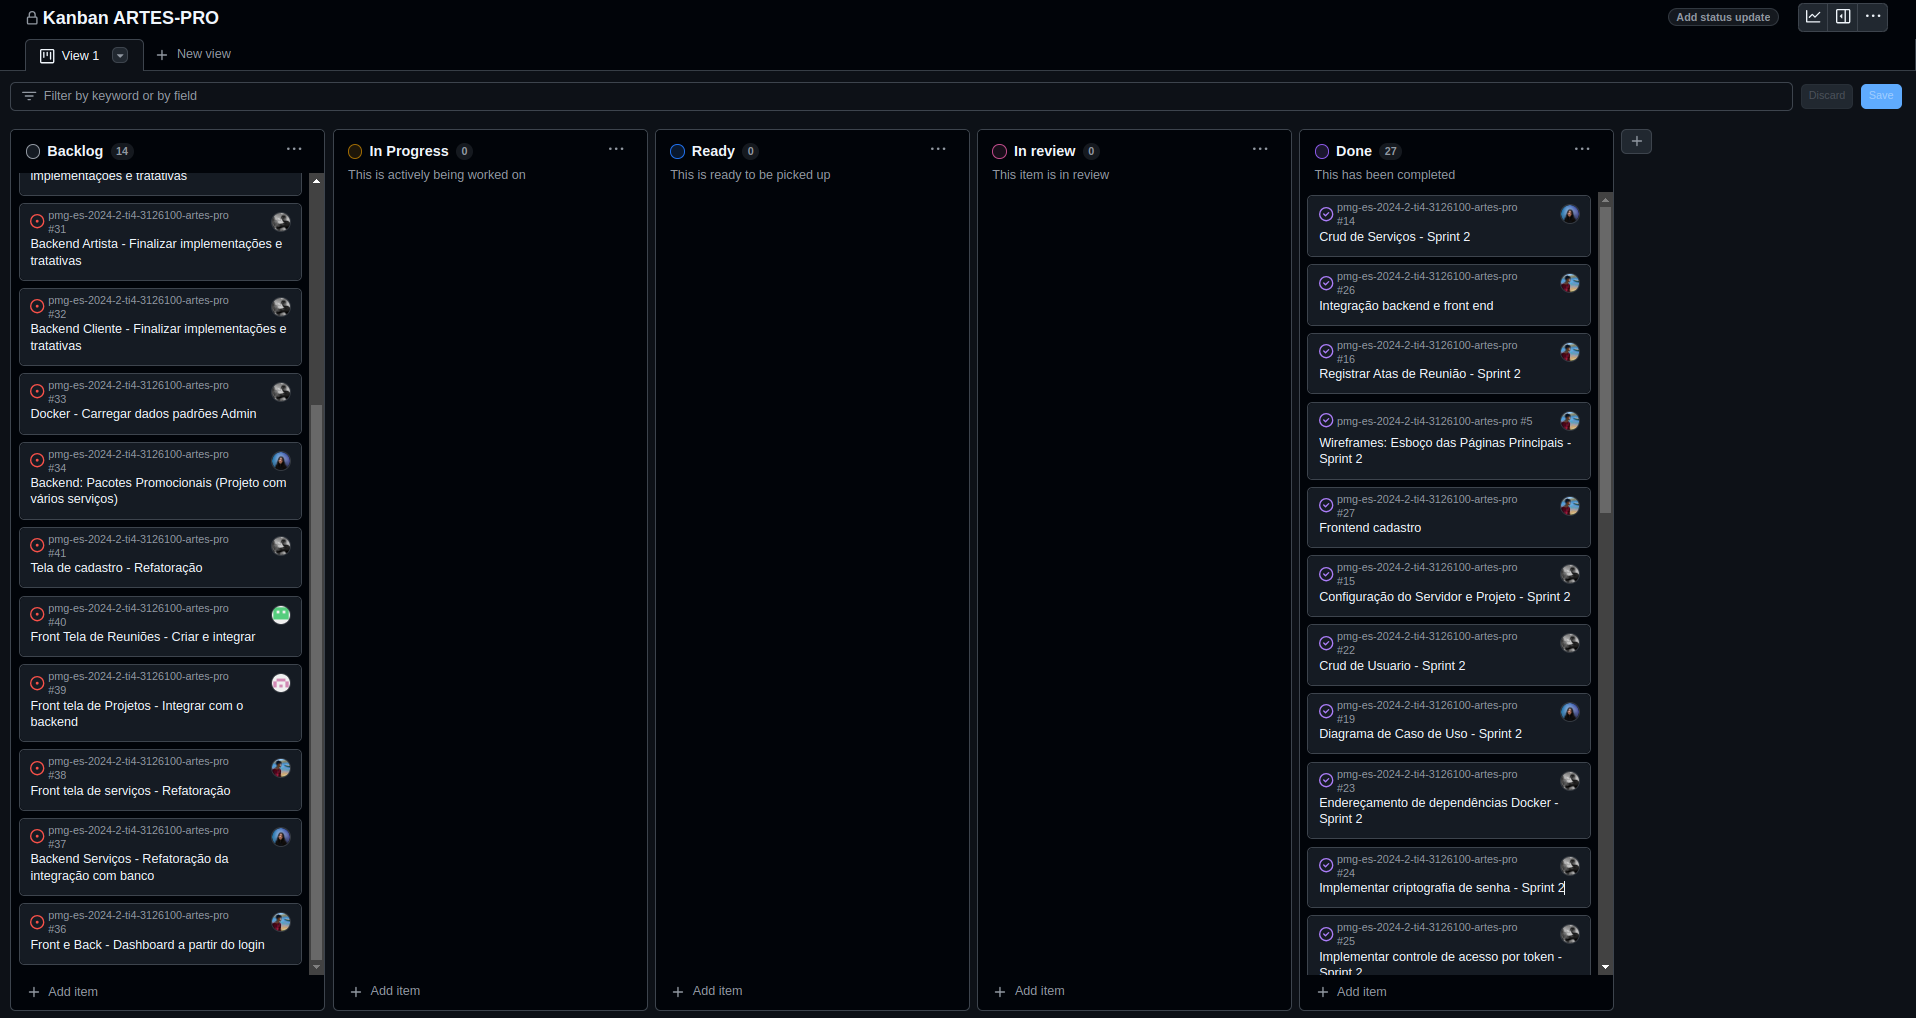 Kanban ARTES-PRO
Add status update
View 1
New view
Filter by keyword or by field
Discard
Save
Backlog 14
implementações e tratativas
pmg-es-2024-2-ti4-3126100-artes-pro
#31
Backend Artista - Finalizar implementações e
tratativas
pmg-es-2024-2-ti4-3126100-artes-pro
#32
Backend Cliente - Finalizar implementações e
tratativas
pmg-es-2024-2-ti4-3126100-artes-pro
#33
Docker - Carregar dados padrões Admin
pmg-es-2024-2-ti4-3126100-artes-pro
#34
Backend: Pacotes Promocionais (Projeto com
vários serviços)
pmg-es-2024-2-ti4-3126100-artes-pro
#41
Tela de cadastro - Refatoração
pmg-es-2024-2-ti4-3126100-artes-pro
#40
Front Tela de Reuniões - Criar e integrar
pmg-es-2024-2-ti4-3126100-artes-pro
#39
Front tela de Projetos - Integrar com o
backend
pmg-es-2024-2-ti4-3126100-artes-pro
#38
Front tela de serviços - Refatoração
pmg-es-2024-2-ti4-3126100-artes-pro
#37
Backend Serviços - Refatoração da
integração com banco
pmg-es-2024-2-ti4-3126100-artes-pro
#36
Front e Back - Dashboard a partir do login
Add item
In Progress 0
This is actively being worked on
Add item
Ready 0
This is ready to be picked up
Add item
In review 0
This item is in review
Add item
Done 27
This has been completed
pmg-es-2024-2-ti4-3126100-artes-pro
#14
Crud de Serviços - Sprint 2
pmg-es-2024-2-ti4-3126100-artes-pro
#26
Integração backend e front end
pmg-es-2024-2-ti4-3126100-artes-pro
#16
Registrar Atas de Reunião - Sprint 2
pmg-es-2024-2-ti4-3126100-artes-pro #5
Wireframes: Esboço das Páginas Principais -
Sprint 2
pmg-es-2024-2-ti4-3126100-artes-pro
#27
Frontend cadastro
pmg-es-2024-2-ti4-3126100-artes-pro
#15
Configuração do Servidor e Projeto - Sprint 2
pmg-es-2024-2-ti4-3126100-artes-pro
#22
Crud de Usuario - Sprint 2
pmg-es-2024-2-ti4-3126100-artes-pro
#19
Diagrama de Caso de Uso - Sprint 2
pmg-es-2024-2-ti4-3126100-artes-pro
#23
Endereçamento de dependências Docker -
Sprint 2
pmg-es-2024-2-ti4-3126100-artes-pro
#24
Implementar criptografia de senha - Sprint 2
pmg-es-2024-2-ti4-3126100-artes-pro
#25
Implementar controle de acesso por token -
Sprint 2
Add item